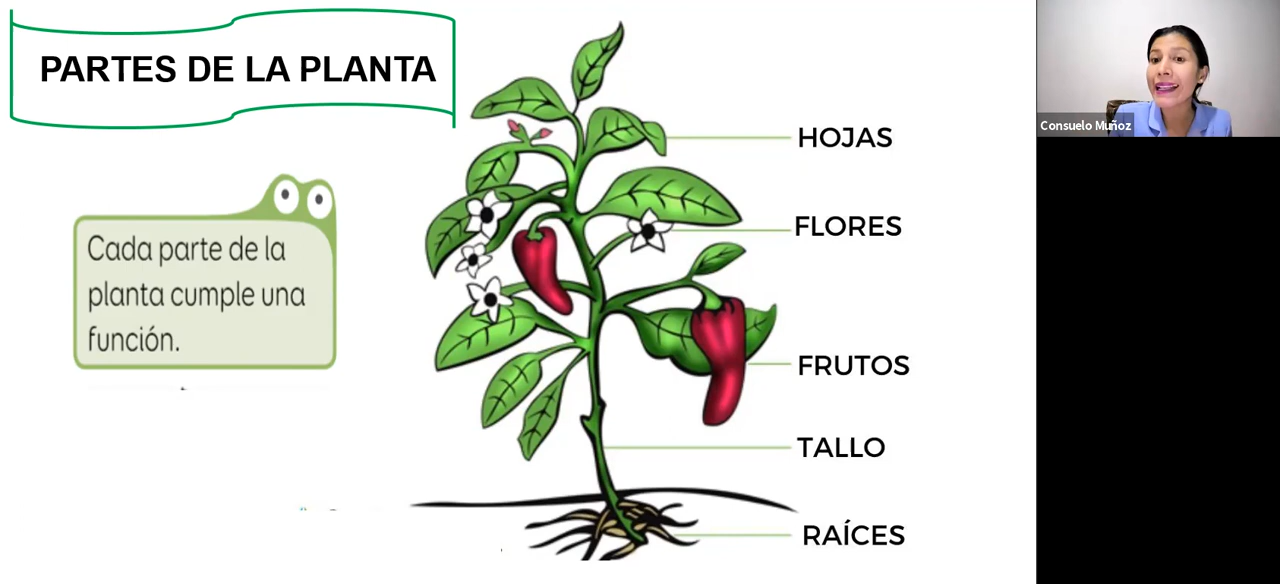 PARTES DE LA PLANTA
Cada parte de la
planta cumple una
función.
HOJAS
FLORES
FRUTOS
TALLO
RAÍCES
Consuelo Muñoz